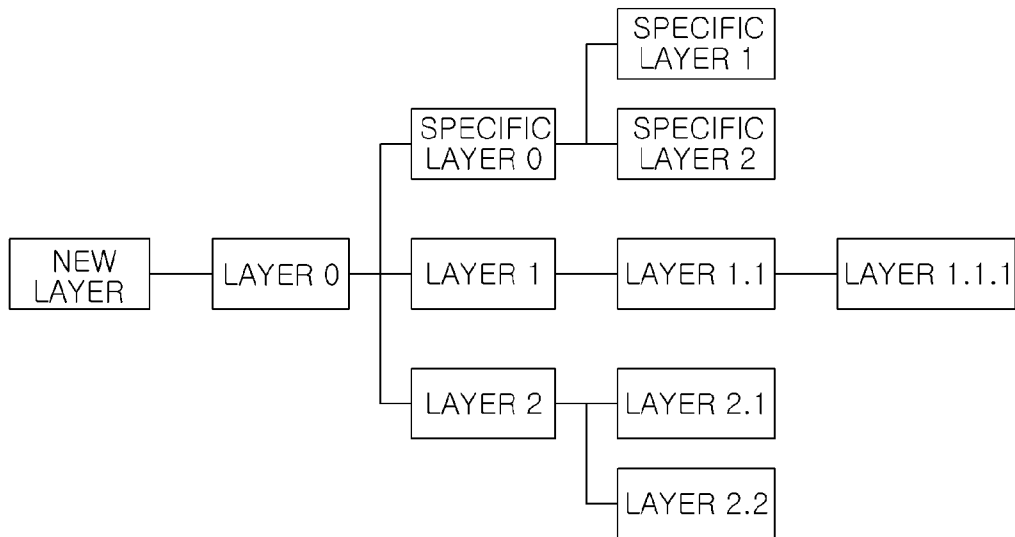 SPECIFIC
LAYER 1
SPECIFIC
LAYER 0
SPECIFIC
LAYER 2
NEW
LAYER
LAYER 0
LAYER 1
LAYER 1.1
LAYER 1.1.1
LAYER 2
LAYER 2.1
LAYER 2.2